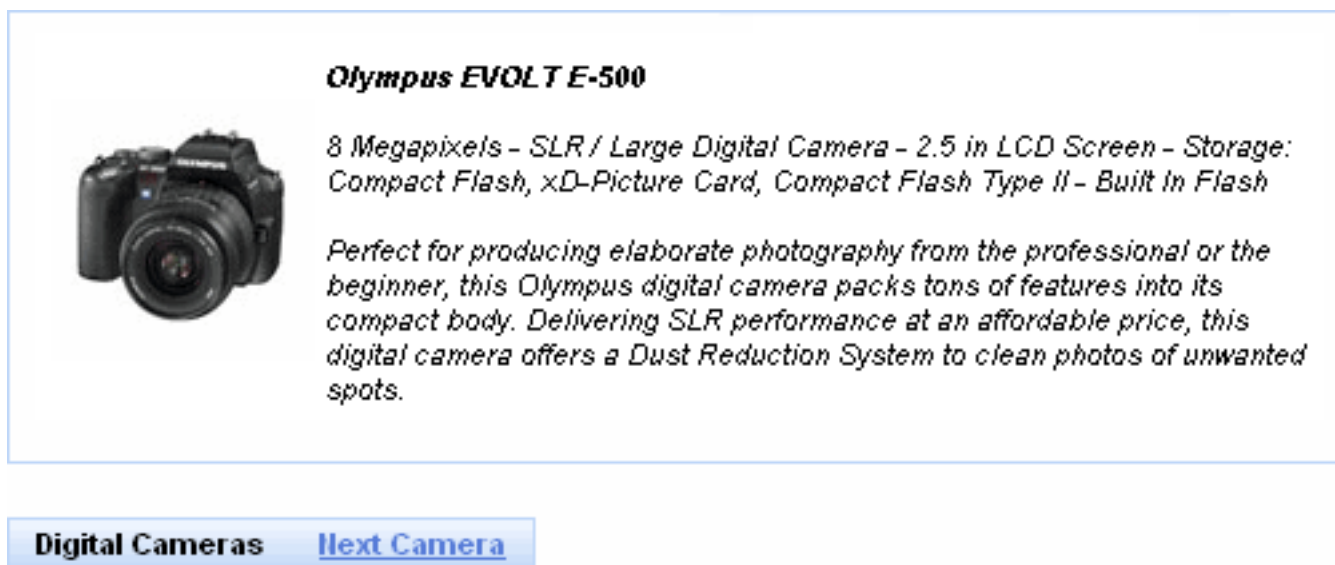 Olympus EVOLT E-500
8 Megapixels - SLR / Large Digital Camera - 2.5 in LCD Screen - Storage:
Compact Flash, xD-Picture Card, Compact Flash Type II - Built In Flash
Perfect for producing elaborate photography from the professional or the
beginner, this Olympus digital camera packs tons of features into its
compact body. Delivering SLR performance at an affordable price, this
digital camera offers a Dust Reduction System to clean photos of unwanted
spots.
OLYMPUS
Digital Cameras Next Camera